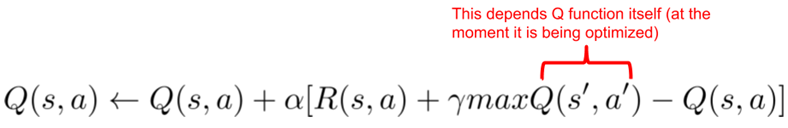 This depends Q function itself (at the
moment it is being optimized)
Q(s, a) ← Q(s, a) + α[R(s, a) + γmaxQ(s′, a′) − Q(s, a)]